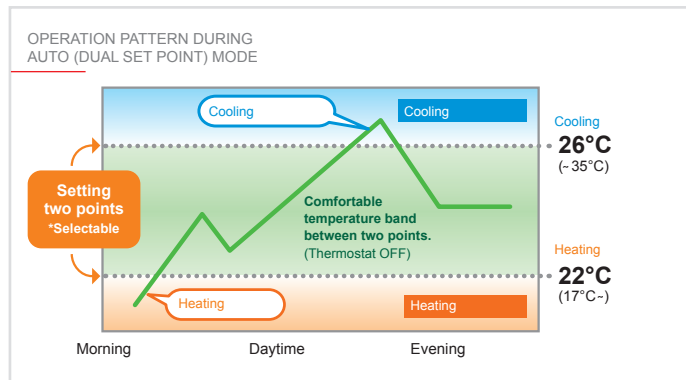 OPERATION PATTERN DURING
AUTO (DUAL SET POINT) MODE
Cooling
Cooling
Cooling
26°C
(~35°C)
Setting
two points
*Selectable
Comfortable
temperature band
between two points.
(Thermostat OFF)
Heating
22°C
(17°C~)
Heating
Heating
Morning
Daytime
Evening